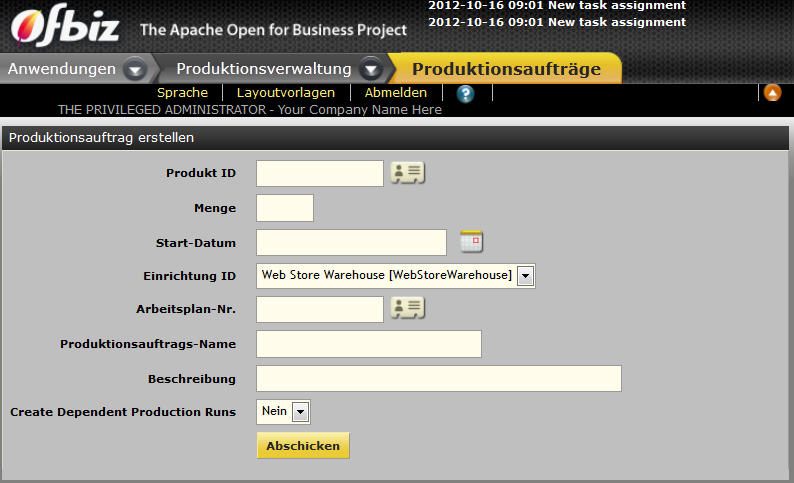 2012-10-16 09:01 New task assignment
2012-10-16 09:01 New task assignment
Ofbiz The Apache Open for Business Project
Anwendungen Produktionsverwaltung Produktionsaufträge
Sprache Layoutvorlagen Abmelden ?
THE PRIVILEGED ADMINISTRATOR - Your Company Name Here
Produktionsauftrag erstellen
Produkt ID
Menge
Start-Datum
Einrichtung ID Web Store Warehouse [WebStoreWarehouse]
Arbeitsplan-Nr.
Produktionsauftrags-Name
Beschreibung
Create Dependent Production Runs Nein
Abschicken